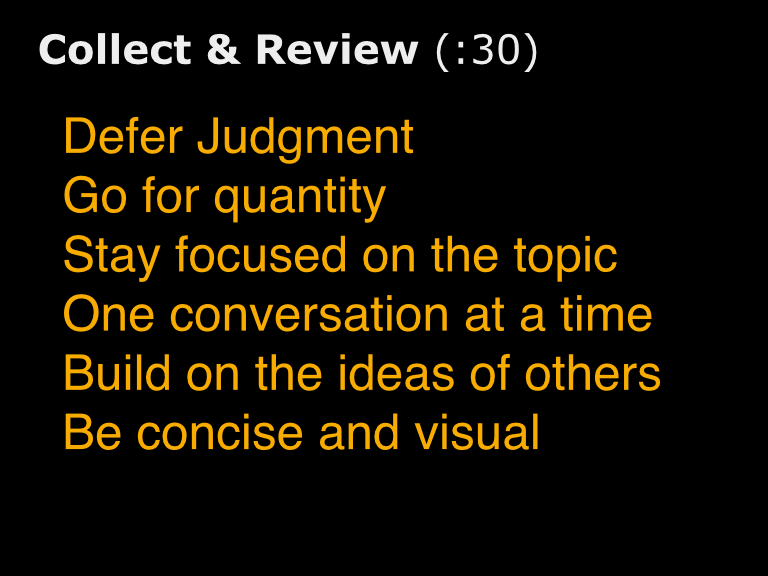 Collect & Review (:30)
Defer Judgment
Go for quantity
Stay focused on the topic
One conversation at a time
Build on the ideas of others
Be concise and visual